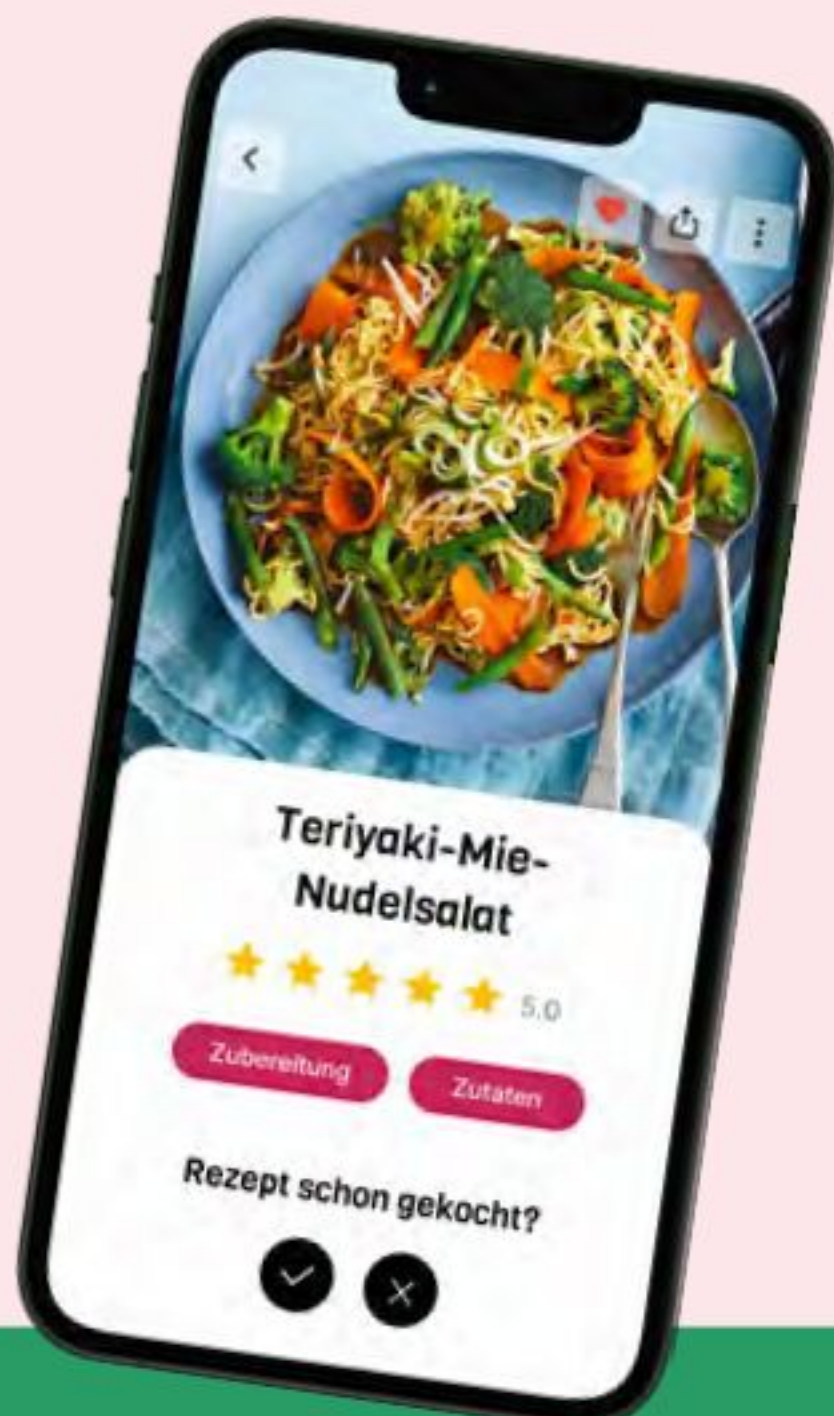 Teriyaki-Mie-
Nudelsalat
5.0
Zubereitung
Zutaten
Rezept schon gekocht?